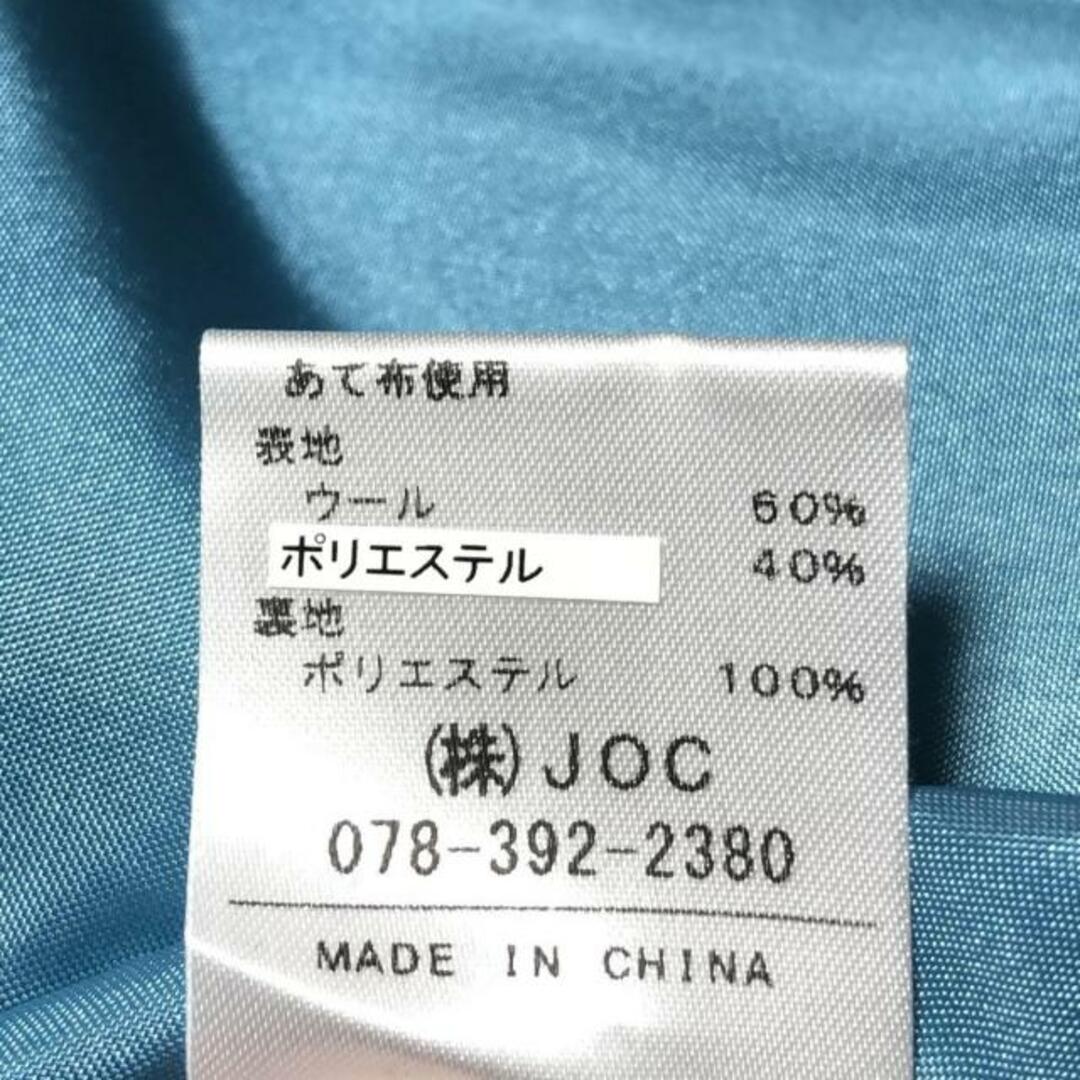 あて布使用
表地
ウール 60%
ポリエステル 40%
裏地
ポリエステル 100%
(株)JOC
078-392-2380
MADE IN CHINA